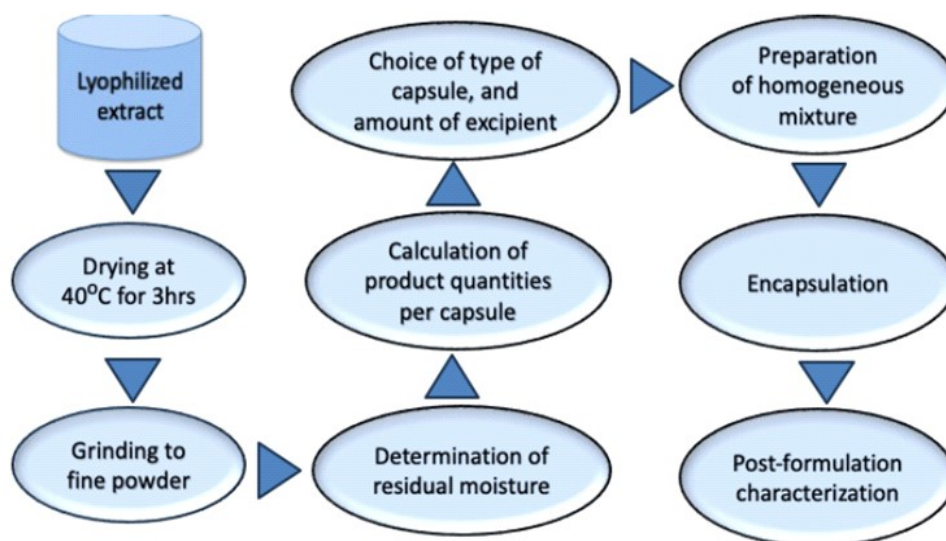 Lyophilized
extract
Drying at
40°C for 3hrs
Grinding to
fine powder
Determination of
residual moisture
Calculation of
product quantities
per capsule
Choice of type of
capsule, and
amount of excipient
Preparation
of homogeneous
mixture
Encapsulation
Post-formulation
characterization